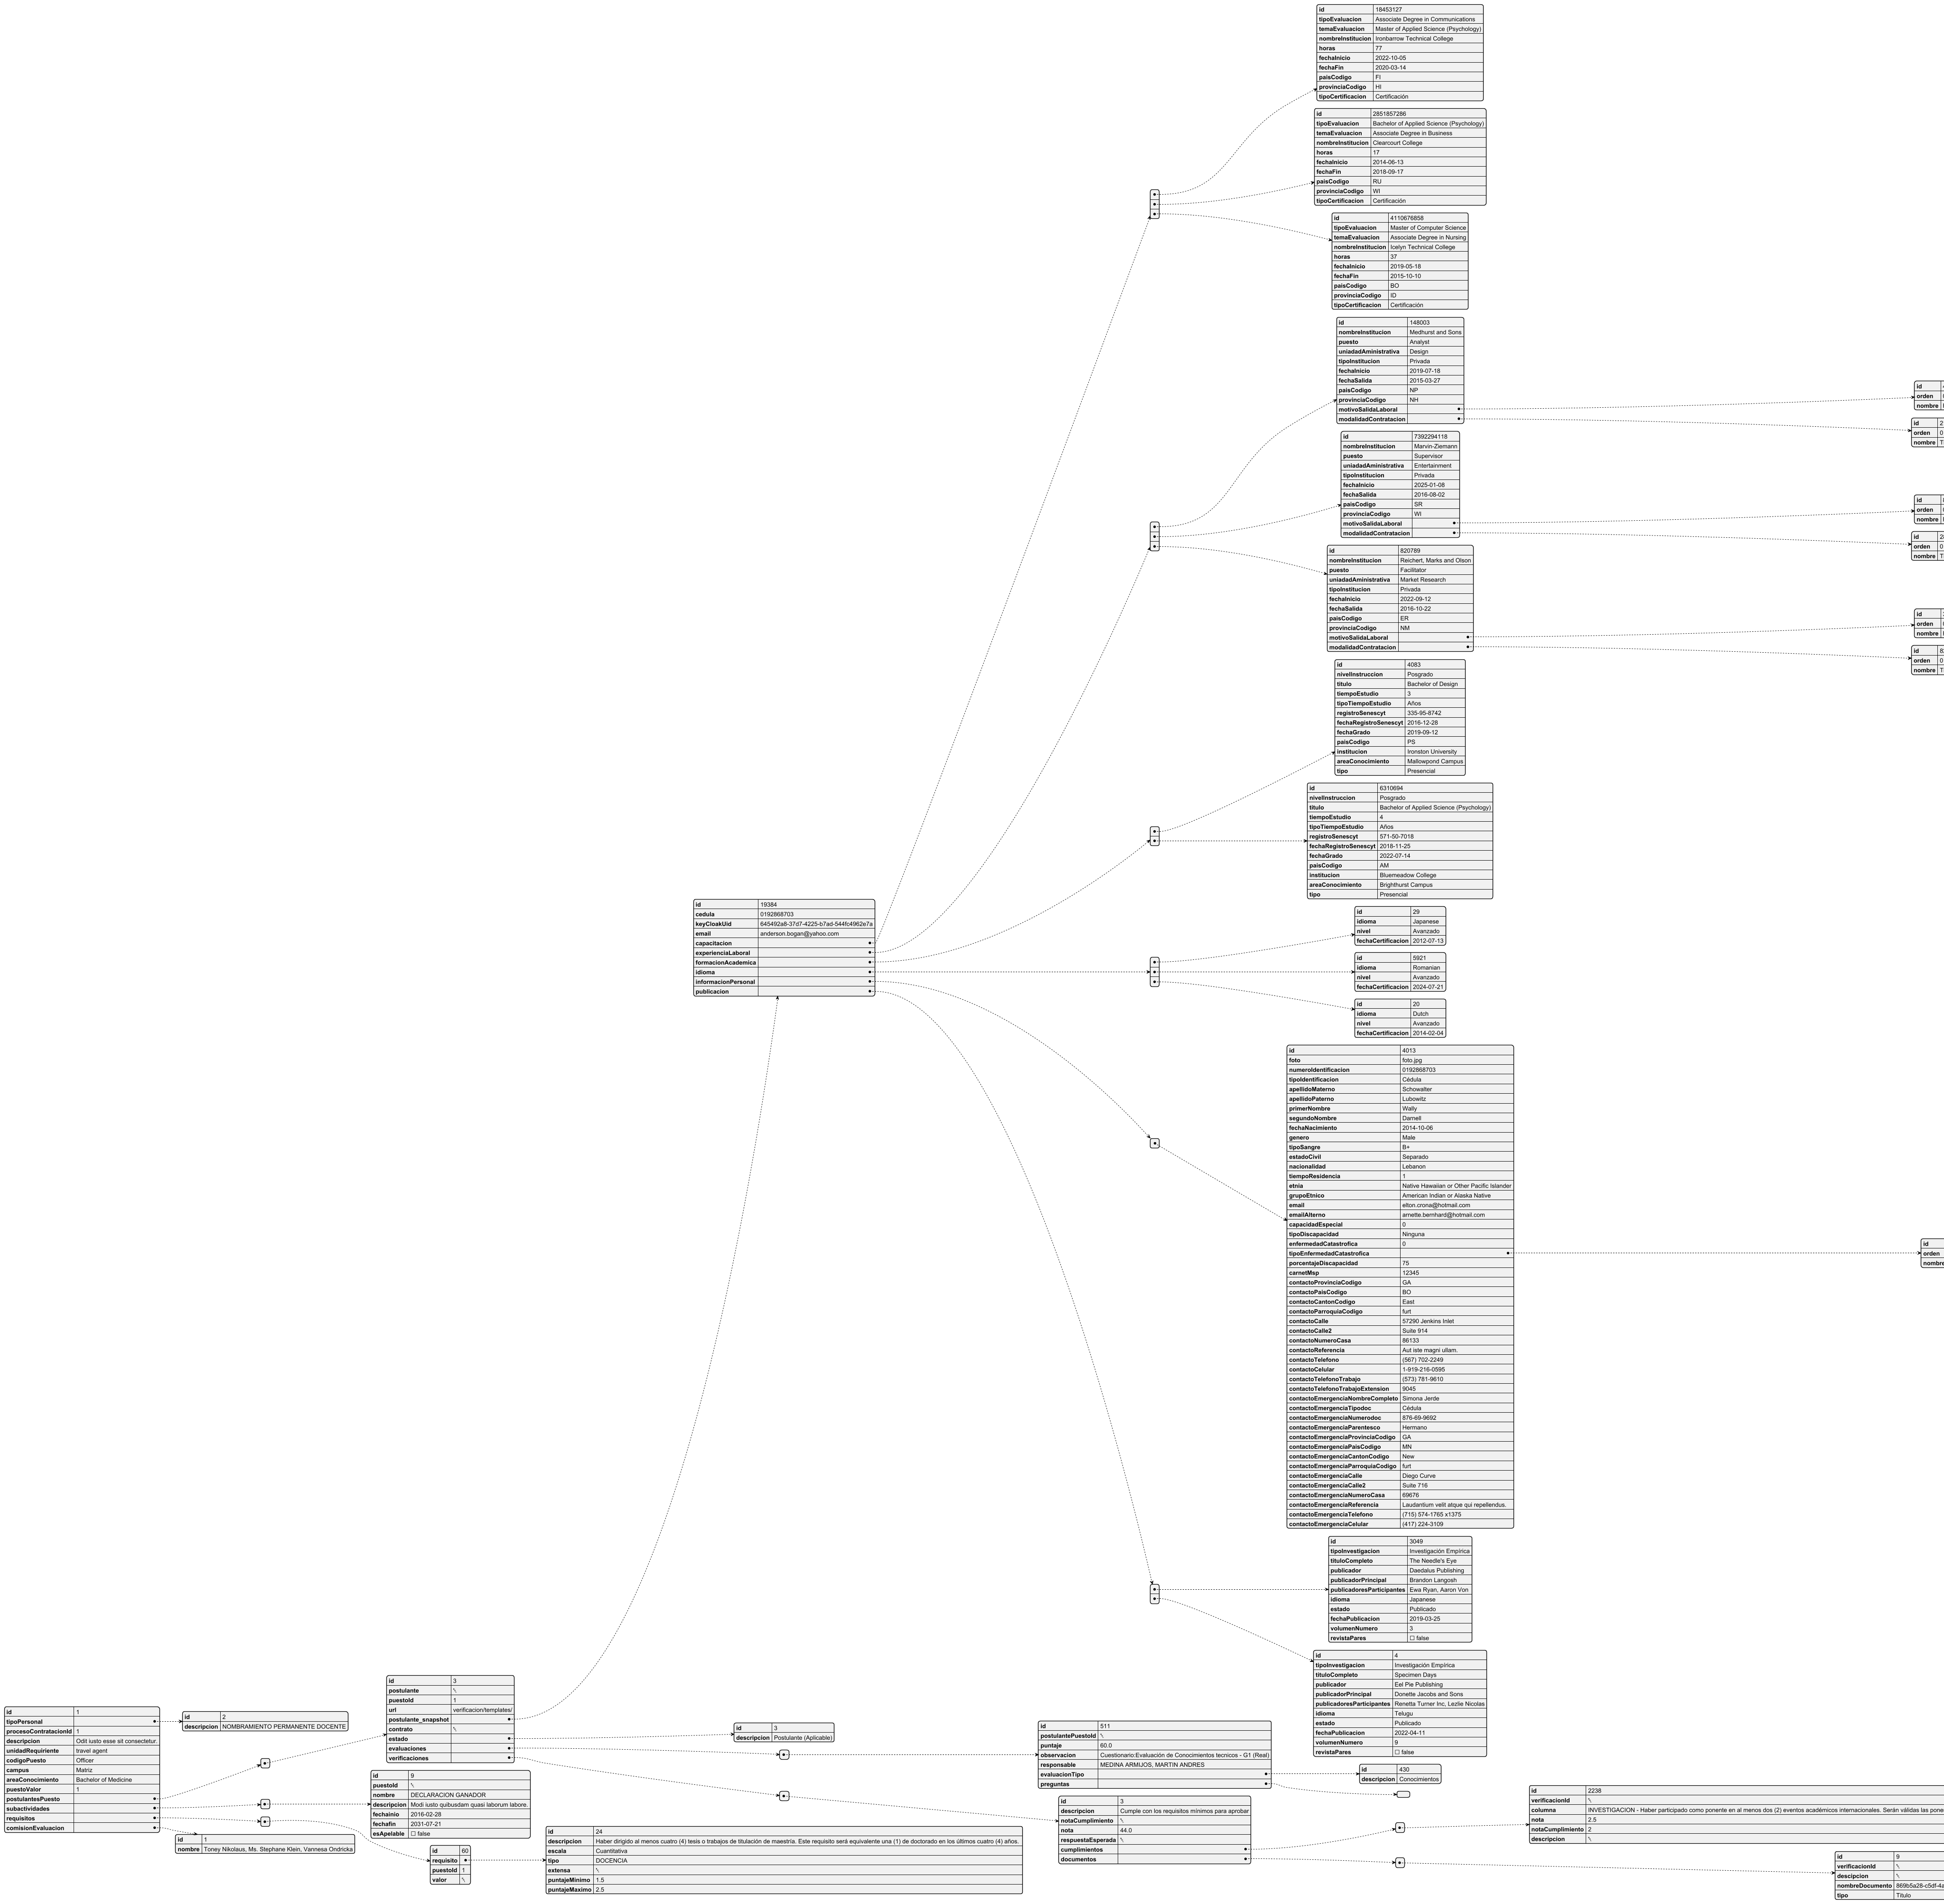 id 18453127
tipoEvaluacion Associate Degree in Communications
temaEvaluacion Master of Applied Science (Psychology)
nombreInstitucion Ironbarrow Technical College
horas 77
fechaInicio 2022-10-05
fechaFin 2020-03-14
paisCodigo FI
provinciaCodigo HI
tipoCertificacion Certificación
id 2851857286
tipoEvaluacion Bachelor of Applied Science (Psychology)
temaEvaluacion Associate Degree in Business
nombreInstitucion Clearcourt College
horas 17
fechaInicio 2014-06-13
fechaFin 2018-09-17
paisCodigo RU
provinciaCodigo WI
tipoCertificacion Certificación
id 4110676858
tipoEvaluacion Master of Computer Science
temaEvaluacion Associate Degree in Nursing
nombreInstitucion Icelyn Technical College
horas 37
fechaInicio 2019-05-18
fechaFin 2015-10-10
paisCodigo BO
provinciaCodigo ID
tipoCertificacion Certificación
id 148003
nombreInstitucion Medhurst and Sons
puesto Analyst
uniadadAministrativa Design
tipoInstitucion Privada
fechaInicio 2019-07-18
fechaSalida 2015-03-27
paisCodigo NP
provinciaCodigo NH
motivoSalidaLaboral
modalidadContratacion
id
orden
nombre
id 2
orden 0
nombre T
id 7392294118
nombreInstitucion Marvin-Ziemann
puesto Supervisor
uniadadAministrativa Entertainment
tipoInstitucion Privada
fechaInicio 2025-01-08
fechaSalida 2016-08-02
paisCodigo SR
provinciaCodigo WI
motivoSalidaLaboral
modalidadContratacion
id
orden
nombre
id 28
orden 0
nombre T
id 820789
nombreInstitucion Reichert, Marks and Olson
puesto Facilitator
uniadadAministrativa Market Research
tipoInstitucion Privada
fechaInicio 2022-09-12
fechaSalida 2016-10-22
paisCodigo ER
provinciaCodigo NM
motivoSalidaLaboral
modalidadContratacion
id
orden
nombre
id 82
orden 0
nombre T
id 4083
nivelInstruccion Posgrado
titulo Bachelor of Design
tiempoEstudio 3
tipoTiempoEstudio Años
registroSenescyt 335-95-8742
fechaRegistroSenescyt 2016-12-28
fechaGrado 2019-09-12
paisCodigo PS
institucion Ironston University
areaConocimiento Mallowpond Campus
tipo Presencial
id 6310694
nivelInstruccion Posgrado
titulo Bachelor of Applied Science (Psychology)
tiempoEstudio 4
tipoTiempoEstudio Años
registroSenescyt 571-50-7018
fechaRegistroSenescyt 2018-11-25
fechaGrado 2022-07-14
paisCodigo AM
institucion Bluemeadow College
areaConocimiento Brighthurst Campus
tipo Presencial
id 19384
cedula 0192868703
keyCloakUid 645492a8-37d7-4225-b7ad-544fc4962e7a
email anderson.bogan@yahoo.com
capacitacion
experienciaLaboral
formacionAcademica
idioma
informacionPersonal
publicacion
id 29
idioma Japanese
nivel Avanzado
fechaCertificacion 2012-07-13
id 5921
idioma Romanian
nivel Avanzado
fechaCertificacion 2024-07-21
id 20
idioma Dutch
nivel Avanzado
fechaCertificacion 2014-02-04
id 4013
foto foto.jpg
numeroIdentificacion 0192868703
tipoIdentificacion Cédula
apellidoMaterno Schowalter
apellidoPaterno Lubowitz
primerNombre Wally
segundoNombre Darnell
fechaNacimiento 2014-10-06
genero Male
tipoSangre B+
estadoCivil Separado
nacionalidad Lebanon
tiempoResidencia 1
etnia Native Hawaiian or Other Pacific Islander
grupoEtnico American Indian or Alaska Native
email elton.crona@hotmail.com
emailAlterno arnette.bernhard@hotmail.com
capacidadEspecial 0
tipoDiscapacidad Ninguna
enfermedadCatastrofica 0
tipoEnfermedadCatastrofica
porcentajeDiscapacidad 75
carnetMsp 12345
contactoProvinciaCodigo GA
contactoPaisCodigo BO
contactoCantonCodigo East
contactoParroquiaCodigo furt
contactoCalle 57290 Jenkins Inlet
contactoCalle2 Suite 914
contactoNumeroCasa 86133
contactoReferencia Aut iste magni ullam.
contactoTelefono (567) 702-2249
contactoCelular 1-919-216-0595
contactoTelefonoTrabajo (573) 781-9610
contactoTelefonoTrabajoExtension 9045
contactoEmergenciaNombreCompleto Simona Jerde
contactoEmergenciaTipodoc Cédula
contactoEmergenciaNumerodoc 876-69-9692
contactoEmergenciaParentesco Hermano
contactoEmergenciaProvinciaCodigo GA
contactoEmergenciaPaisCodigo MN
contactoEmergenciaCantonCodigo New
contactoEmergenciaParroquiaCodigo furt
contactoEmergenciaCalle Diego Curve
contactoEmergenciaCalle2 Suite 716
contactoEmergenciaNumeroCasa 69676
contactoEmergenciaReferencia Laudantium velit atque qui repellendus.
contactoEmergenciaTelefono (715) 574-1765 x1375
contactoEmergenciaCelular (417) 224-3109
id
orden
nombre
id 3049
tipoInvestigacion Investigación Empírica
tituloCompleto The Needle's Eye
publicador Daedalus Publishing
publicadorPrincipal Brandon Langosh
publicadoresParticipantes Ewa Ryan, Aaron Von
idioma Japanese
estado Publicado
fechaPublicacion 2019-03-25
volumenNumero 3
revistaPares ☐ false
id 4
tipoInvestigacion Investigación Empírica
tituloCompleto Specimen Days
publicador Eel Pie Publishing
publicadorPrincipal Donette Jacobs and Sons
publicadoresParticipantes Renetta Turner Inc, Lezlie Nicolas
idioma Telugu
estado Publicado
fechaPublicacion 2022-04-11
volumenNumero 9
revistaPares ☐ false
id 1
tipoPersonal
procesoContratacionId 1
descripcion Odit iusto esse sit consectetur.
unidadRequiriente travel agent
codigoPuesto Officer
campus Matriz
areaConocimiento Bachelor of Medicine
puestoValor 1
postulantesPuesto
subactividades
requisitos
comisionEvaluacion
id 2
descripcion NOMBRAMIENTO PERMANENTE DOCENTE
id 1
nombre Toney Nikolaus, Ms. Stephane Klein, Vannesa Ondricka
id 3
postulante ␀
puestoId 1
url verificacion/templates/
postulante_snapshot
contrato ␀
estado
evaluaciones
verificaciones
id 9
puestoId ␀
nombre DECLARACION GANADOR
descripcion Modi iusto quibusdam quasi laborum labore.
fechainio 2016-02-28
fechafin 2031-07-21
esApelable ☐ false
id 60
requisito
puestoId 1
valor ␀
id 24
descripcion Haber dirigido al menos cuatro (4) tesis o trabajos de titulación de maestría. Este requisito será equivalente una (1) de doctorado en los últimos cuatro (4) años.
escala Cuantitativa
tipo DOCENCIA
extensa ␀
puntajeMinimo 1.5
puntajeMaximo 2.5
id 3
descripcion Postulante (Aplicable)
id 511
postulantePuestoId ␀
puntaje 60.0
observacion Cuestionario:Evaluación de Conocimientos tecnicos - G1 (Real)
responsable MEDINA ARMIJOS, MARTIN ANDRES
evaluacionTipo
preguntas
id 430
descripcion Conocimientos
id 3
descripcion Cumple con los requisitos mínimos para aprobar
notaCumplimiento ␀
nota 44.0
respuestaEsperada ␀
cumplimientos
documentos
id 2238
verificacionId ␀
columna INVESTIGACION - Haber participado como ponente en al menos dos (2) eventos académicos internacionales. Serán válidas las pone
nota 2.5
notaCumplimiento 2
descripcion ␀
id 9
verificacionId ␀
descipcion ␀
nombreDocumento 869b5a28-c5df-4a
tipo Título